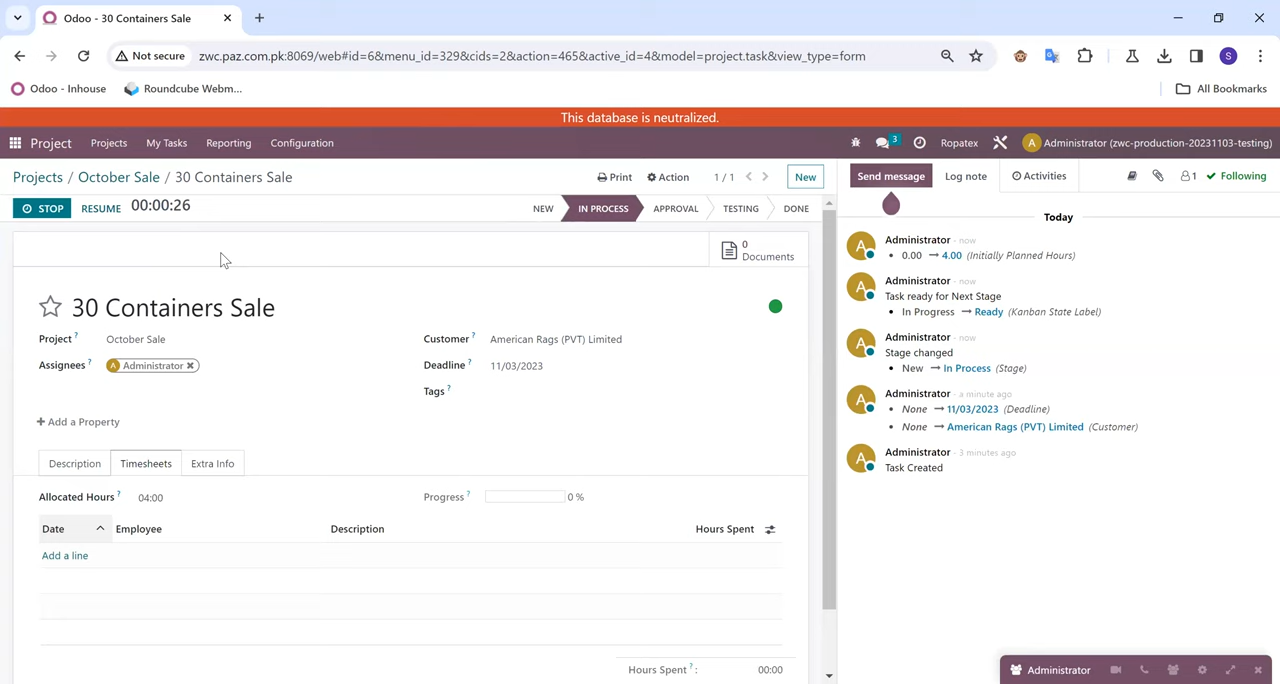 Odoo - 30 Containers Sale
Not secure
zwc.paz.com.pk:8069/web#id=6&menu_id=329&cids=2&action=465&active_id=4&model=project.task&view_type=form
S
Odoo - Inhouse
Roundcube Webm...
All Bookmarks
This database is neutralized.
Project
Projects
My Tasks
Reporting
Configuration
3
Ropatex
A
Administrator (zwc-production-20231103-testing)
Projects / October Sale / 30 Containers Sale
Print
Action
1 / 1
New
Send message
Log note
Activities
1
Following
STOP
RESUME
00:00:26
NEW
IN PROCESS
APPROVAL
TESTING
DONE
0
Documents
30 Containers Sale
Project ?
October Sale
Customer ?
American Rags (PVT) Limited
Assignees ?
A Administrator
Deadline ?
11/03/2023
Tags ?
Add a Property
Description
Timesheets
Extra Info
Allocated Hours ?
04:00
Progress ?
0 %
Date
Employee
Description
Hours Spent
Add a line
Hours Spent ? :
00:00
Today
A
Administrator - now
0.00 → 4.00 (Initially Planned Hours)
A
Administrator - now
Task ready for Next Stage
In Progress → Ready (Kanban State Label)
A
Administrator - now
Stage changed
New → In Process (Stage)
A
Administrator - a minute ago
None → 11/03/2023 (Deadline)
None → American Rags (PVT) Limited (Customer)
A
Administrator - 3 minutes ago
Task Created
Administrator